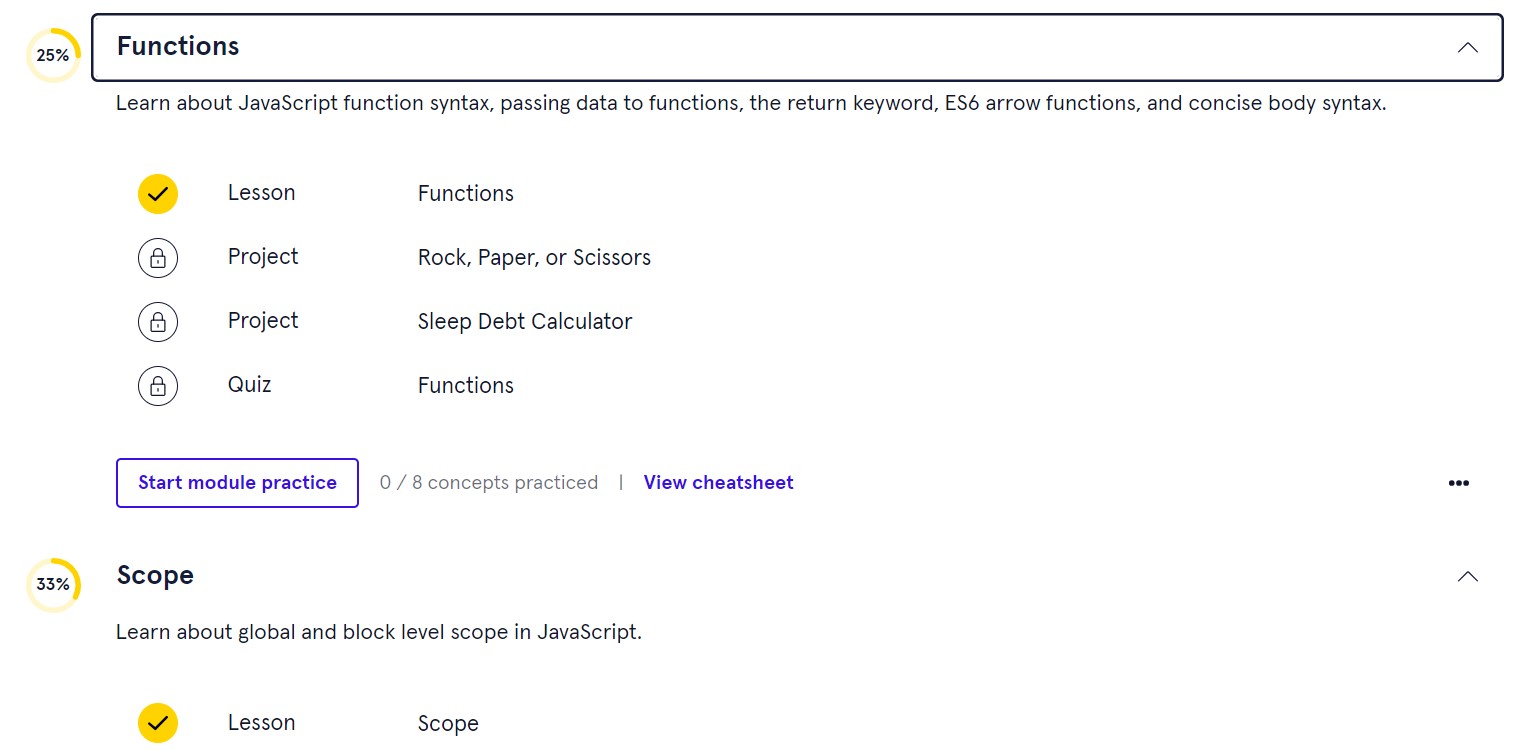 25%
Functions
Learn about JavaScript function syntax, passing data to functions, the return keyword, ES6 arrow functions, and concise body syntax.
Lesson Functions
Project Rock, Paper, or Scissors
Project Sleep Debt Calculator
Quiz Functions
Start module practice 0 / 8 concepts practiced | View cheatsheet
33%
Scope
Learn about global and block level scope in JavaScript.
Lesson Scope